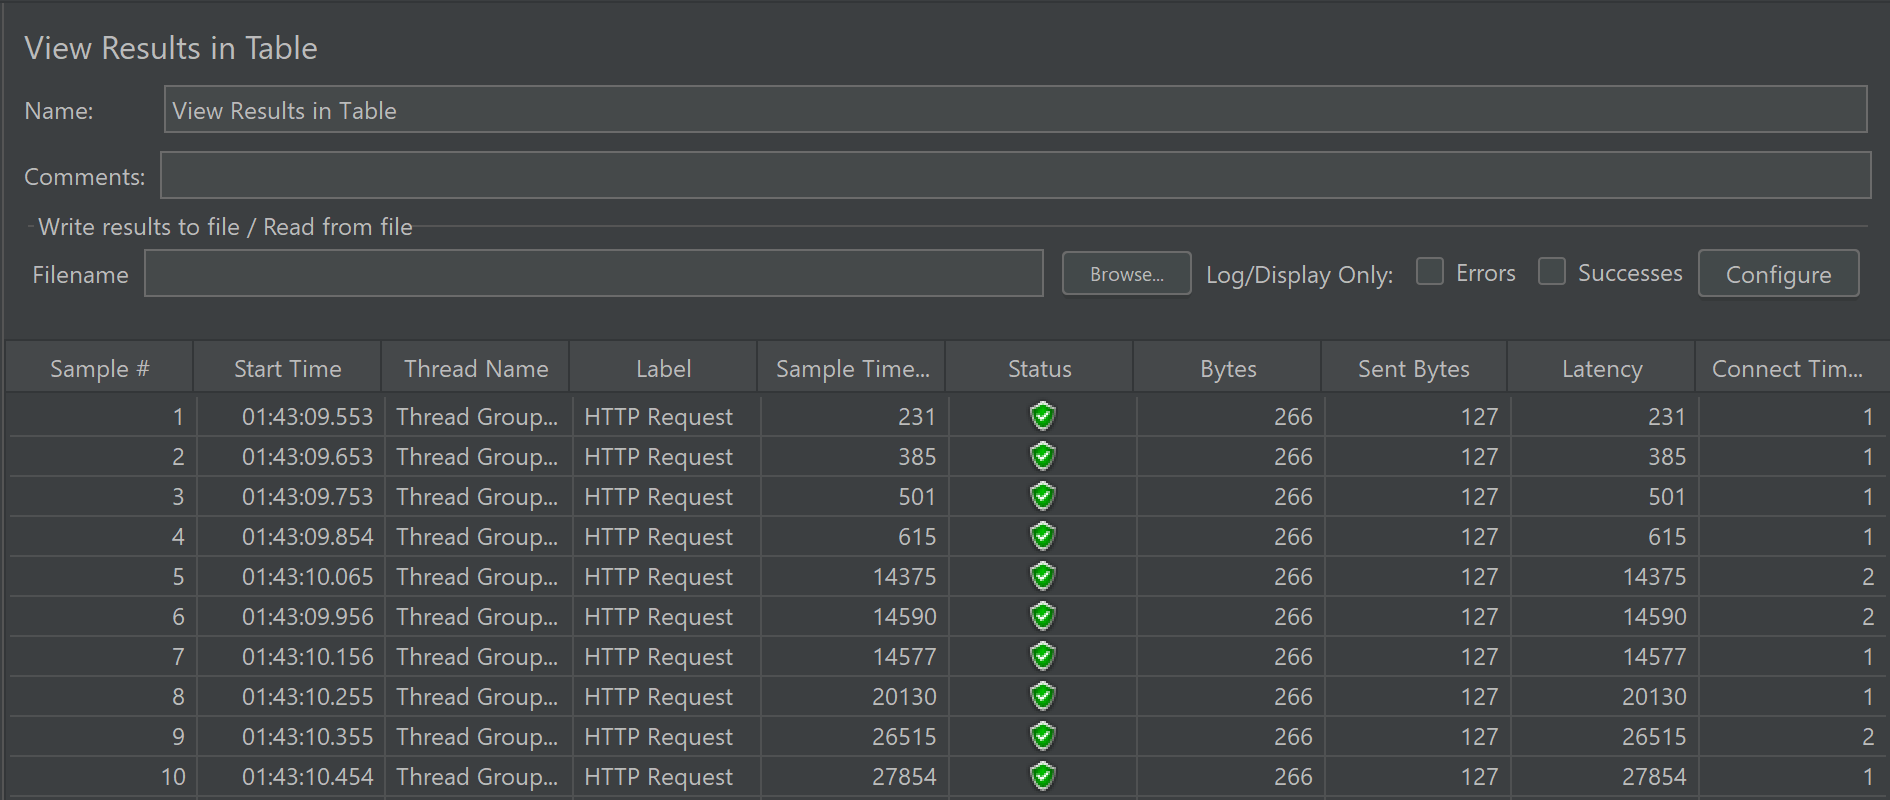 View Results in Table
Name: View Results in Table
Comments:
Write results to file / Read from file
Filename Browse... Log/Display Only: Errors Successes Configure
Sample # Start Time Thread Name Label Sample Time... Status Bytes Sent Bytes Latency Connect Tim...
1 01:43:09.553 Thread Group... HTTP Request 231 266 127 231 1
2 01:43:09.653 Thread Group... HTTP Request 385 266 127 385 1
3 01:43:09.753 Thread Group... HTTP Request 501 266 127 501 1
4 01:43:09.854 Thread Group... HTTP Request 615 266 127 615 1
5 01:43:10.065 Thread Group... HTTP Request 14375 266 127 14375 2
6 01:43:09.956 Thread Group... HTTP Request 14590 266 127 14590 2
7 01:43:10.156 Thread Group... HTTP Request 14577 266 127 14577 1
8 01:43:10.255 Thread Group... HTTP Request 20130 266 127 20130 1
9 01:43:10.355 Thread Group... HTTP Request 26515 266 127 26515 2
10 01:43:10.454 Thread Group... HTTP Request 27854 266 127 27854 1